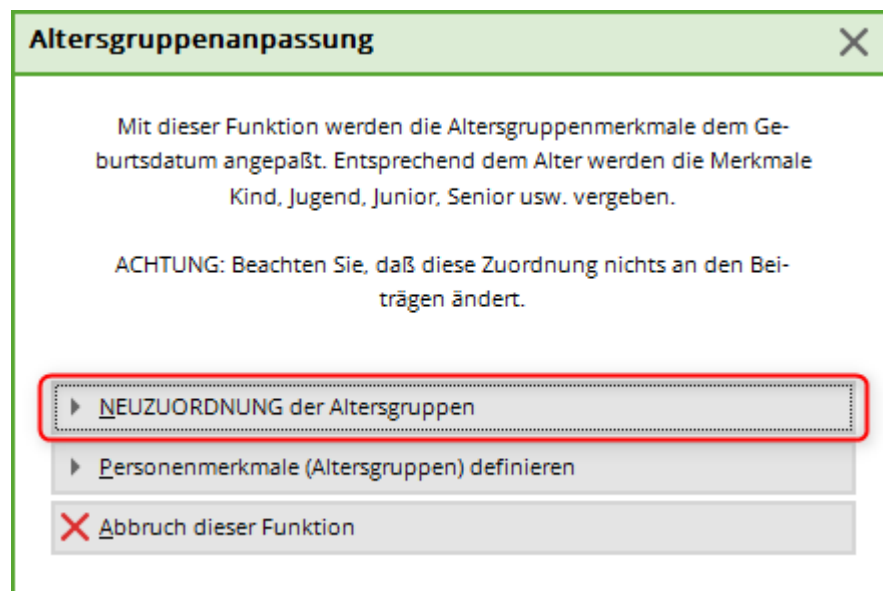 Altersgruppenanpassung
Mit dieser Funktion werden die Altersgruppenmerkmale dem Ge-
burtsdatum angepaßt. Entsprechend dem Alter werden die Merkmale
Kind, Jugend, Junior, Senior usw. vergeben.
ACHTUNG: Beachten Sie, daß diese Zuordnung nichts an den Bei-
trägen ändert.
NEUZUORDNUNG der Altersgruppen
Personenmerkmale (Altersgruppen) definieren
Abbruch dieser Funktion